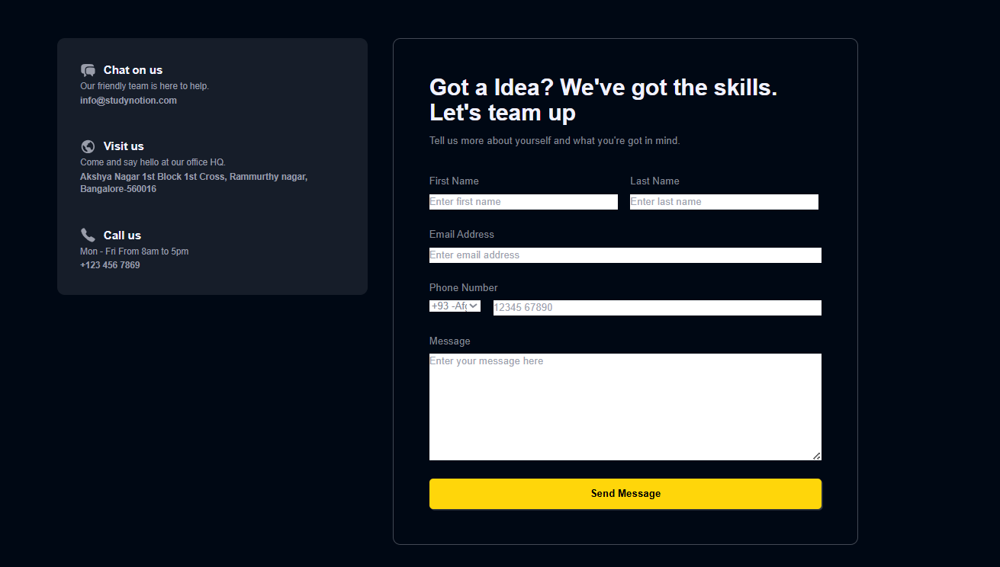 Chat on us
Our friendly team is here to help.
info@studynotion.com
Visit us
Come and say hello at our office HQ.
Akshya Nagar 1st Block 1st Cross, Rammurthy nagar,
Bangalore-560016
Call us
Mon - Fri From 8am to 5pm
+123 456 7869
Got a Idea? We've got the skills.
Let's team up
Tell us more about yourself and what you're got in mind.
First Name
Last Name
Enter first name
Enter last name
Email Address
Enter email address
Phone Number
+93 -Afg
12345 67890
Message
Enter your message here
Send Message